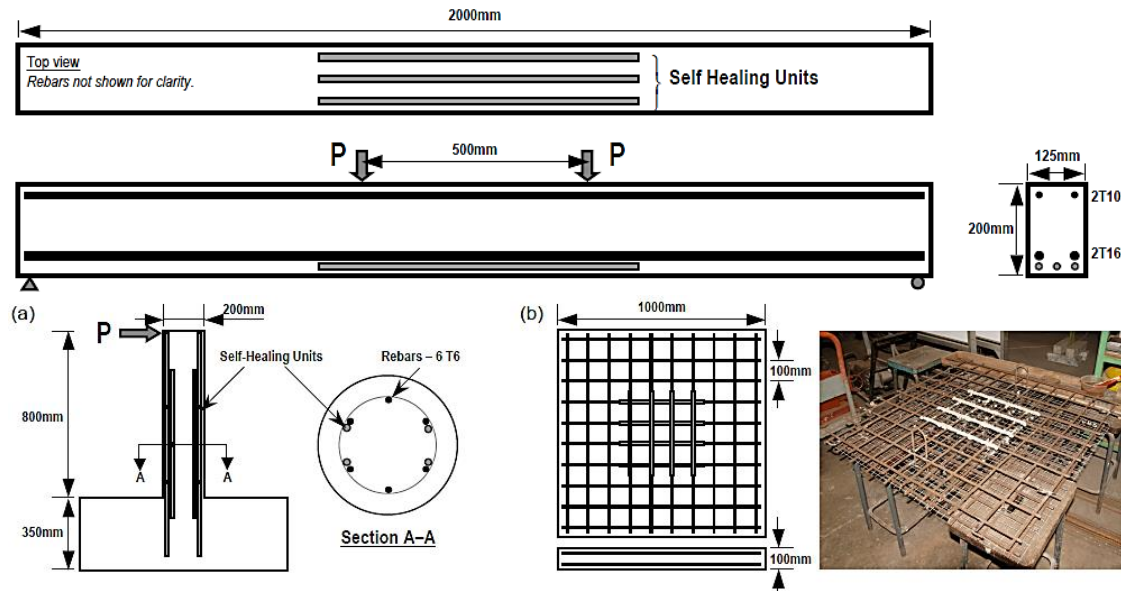 2000mm
Top view
Rebars not shown for clarity.
Self Healing Units
P
500mm
P
125mm
200mm
2T10
2T16
(a)
P
200mm
800mm
350mm
A
A
Self-Healing Units
Rebars – 6 T6
Section A–A
(b)
1000mm
100mm
100mm